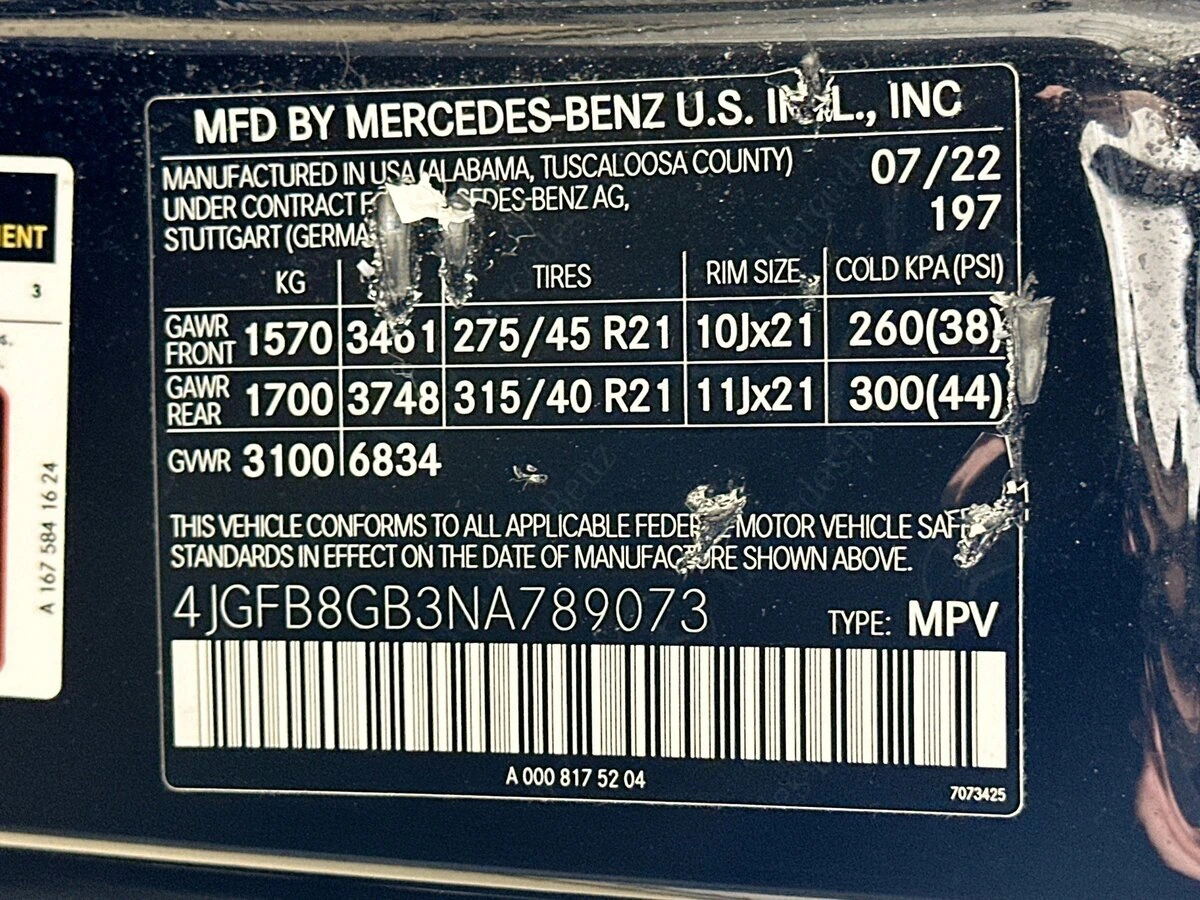 MFD BY MERCEDES-BENZ U.S. INC
MANUFACTURED IN USA (ALABAMA, TUSCALOOSA COUNTY) 07/22
UNDER CONTRACT BENZ AG, 197
STUTTGART
KG TIRES RIM SIZE COLD KPA (PSI)
GAWR FRONT 1570 3461 275/45 R21 10Jx21 260(38)
GAWR REAR 1700 3748 315/40 R21 11Jx21 300(44)
GVWR 3100 6834
THIS VEHICLE CONFORMS TO ALL APPLICABLE MOTOR VEHICLE
STANDARDS IN EFFECT ON THE DATE OF MANUFACTURE SHOWN ABOVE.
4JGFB8GB3NA789073 TYPE: MPV
A 000 817 52 04
7073425
3
A 167 584 16 24